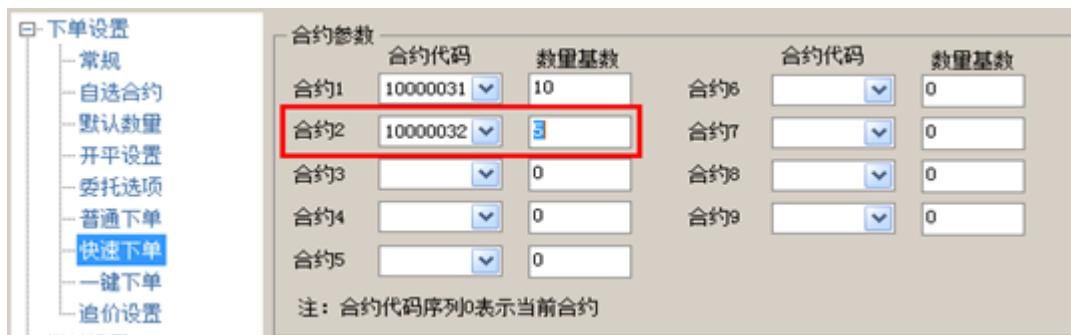 下单设置
常规
自选合约
默认数量
开平设置
委托选项
普通下单
快速下单
一键下单
追价设置
合约参数
合约代码 数量基数 合约代码 数量基数
合约1 10000031 10 合约6 0
合约2 10000032 5 合约7 0
合约3 0 合约8 0
合约4 0 合约9 0
合约5 0
注：合约代码序列0表示当前合约